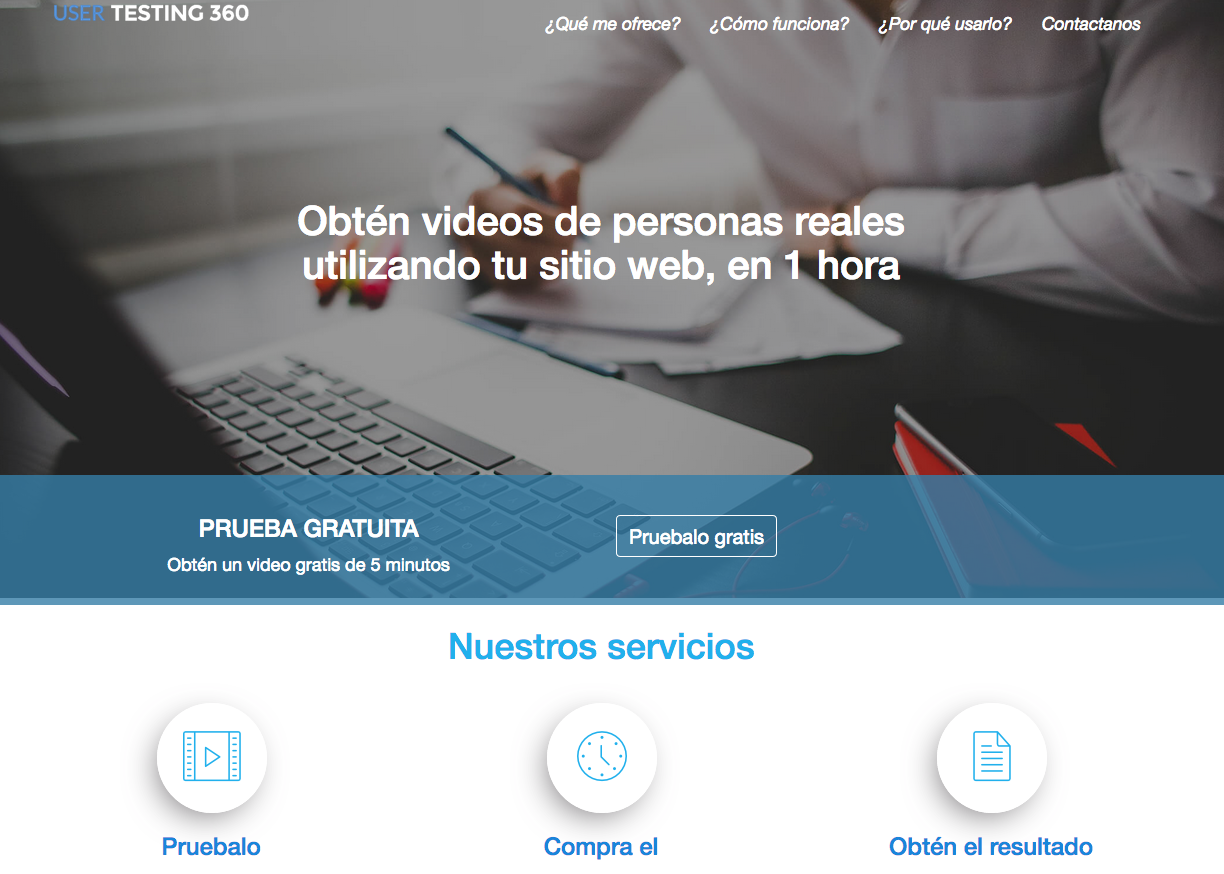 USER TESTING 360
¿Qué me ofrece? ¿Cómo funciona? ¿Por qué usarlo? Contactanos
Obtén videos de personas reales
utilizando tu sitio web, en 1 hora
PRUEBA GRATUITA
Obtén un video gratis de 5 minutos
Pruebalo gratis
Nuestros servicios
Pruebalo
Compra el
Obtén el resultado